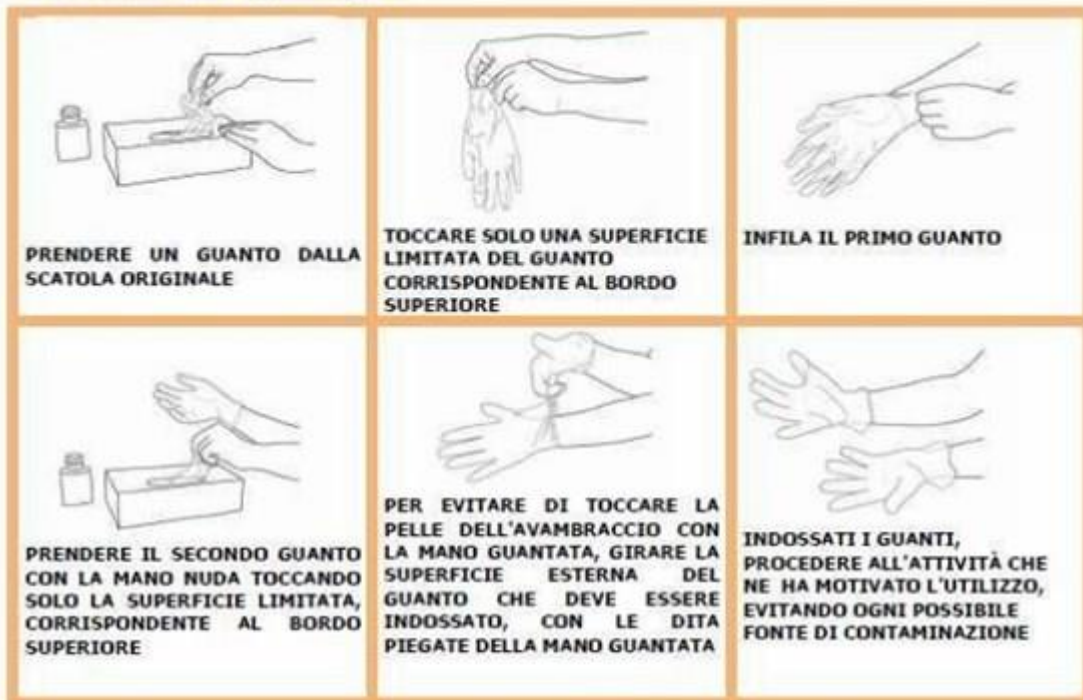 PRENDERE UN GUANTO DALLA
SCATOLA ORIGINALE
TOCCARE SOLO UNA SUPERFICIE
LIMITATA DEL GUANTO
CORRISPONDENTE AL BORDO
SUPERIORE
INFILA IL PRIMO GUANTO
PRENDERE IL SECONDO GUANTO
CON LA MANO NUDA TOCCANDO
SOLO LA SUPERFICIE LIMITATA,
CORRISPONDENTE AL BORDO
SUPERIORE
PER EVITARE DI TOCCARE LA
PELLE DELL'AVAMBRACCIO CON
LA MANO GUANTATA, GIRARE LA
SUPERFICIE ESTERNA DEL
GUANTO CHE DEVE ESSERE
INDOSSATO, CON LE DITA
PIEGATE DELLA MANO GUANTATA
INDOSSATI I GUANTI,
PROCEDERE ALL'ATTIVITÀ CHE
NE HA MOTIVATO L'UTILIZZO,
EVITANDO OGNI POSSIBILE
FONTE DI CONTAMINAZIONE